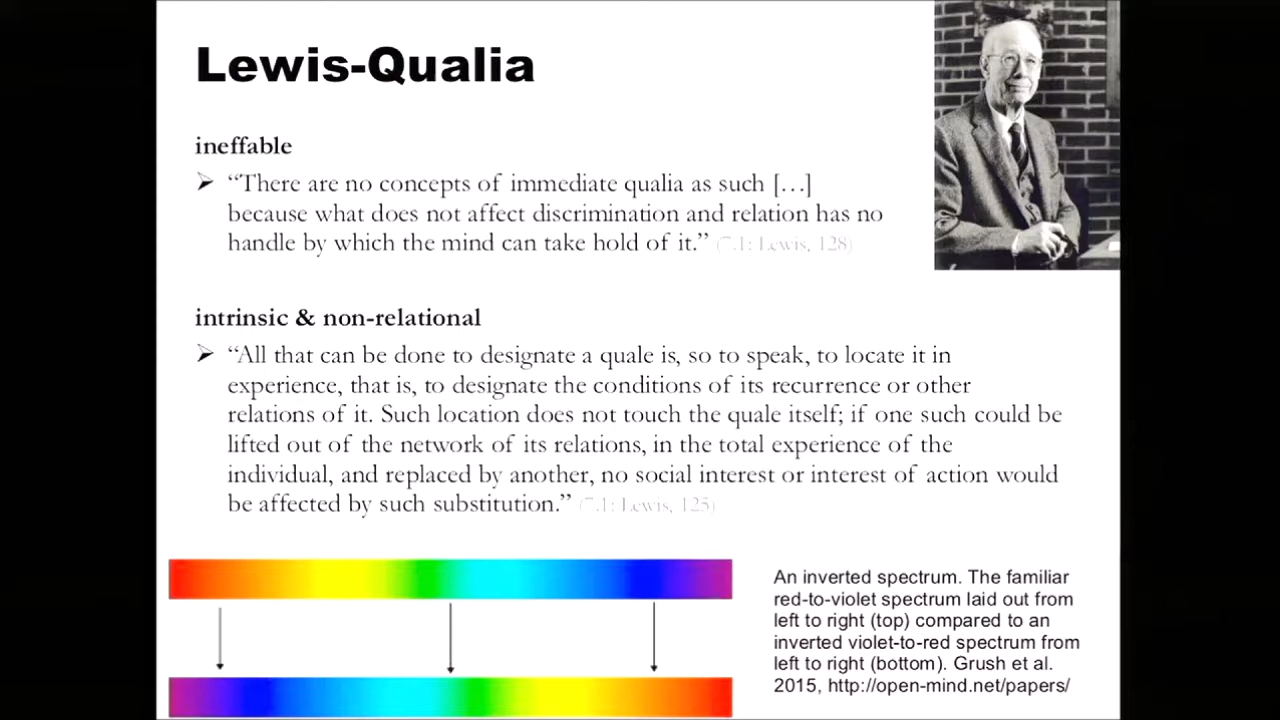 Lewis-Qualia
ineffable
➢ “There are no concepts of immediate qualia as such […]
because what does not affect discrimination and relation has no
handle by which the mind can take hold of it.” (7.1: Lewis, 128)
intrinsic & non-relational
➢ “All that can be done to designate a quale is, so to speak, to locate it in
experience, that is, to designate the conditions of its recurrence or other
relations of it. Such location does not touch the quale itself; if one such could be
lifted out of the network of its relations, in the total experience of the
individual, and replaced by another, no social interest or interest of action would
be affected by such substitution.” (7.1: Lewis, 125)
An inverted spectrum. The familiar
red-to-violet spectrum laid out from
left to right (top) compared to an
inverted violet-to-red spectrum from
left to right (bottom). Grush et al.
2015, http://open-mind.net/papers/